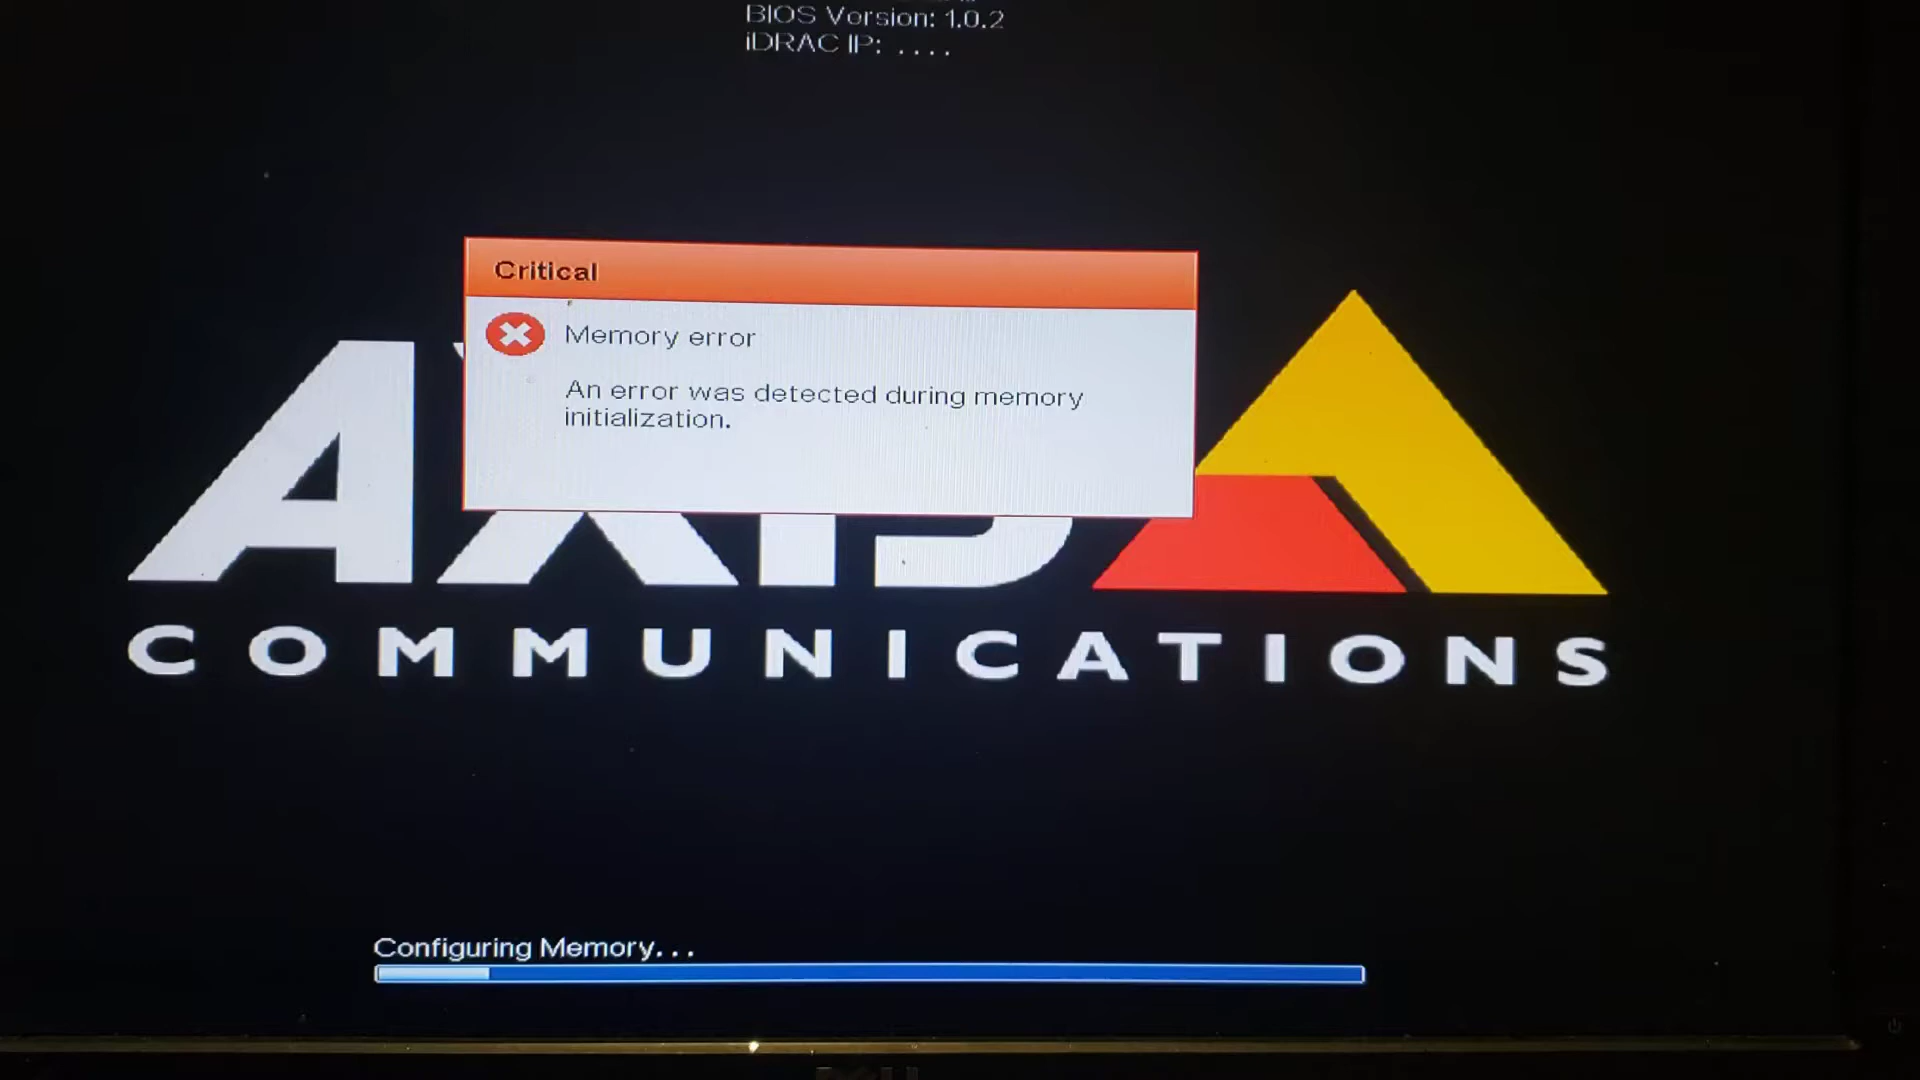 BIOS Version: 1.0.2
iDRAC IP: ....
Critical
Memory error
An error was detected during memory
initialization.
COMMUNICATIONS
Configuring Memory...